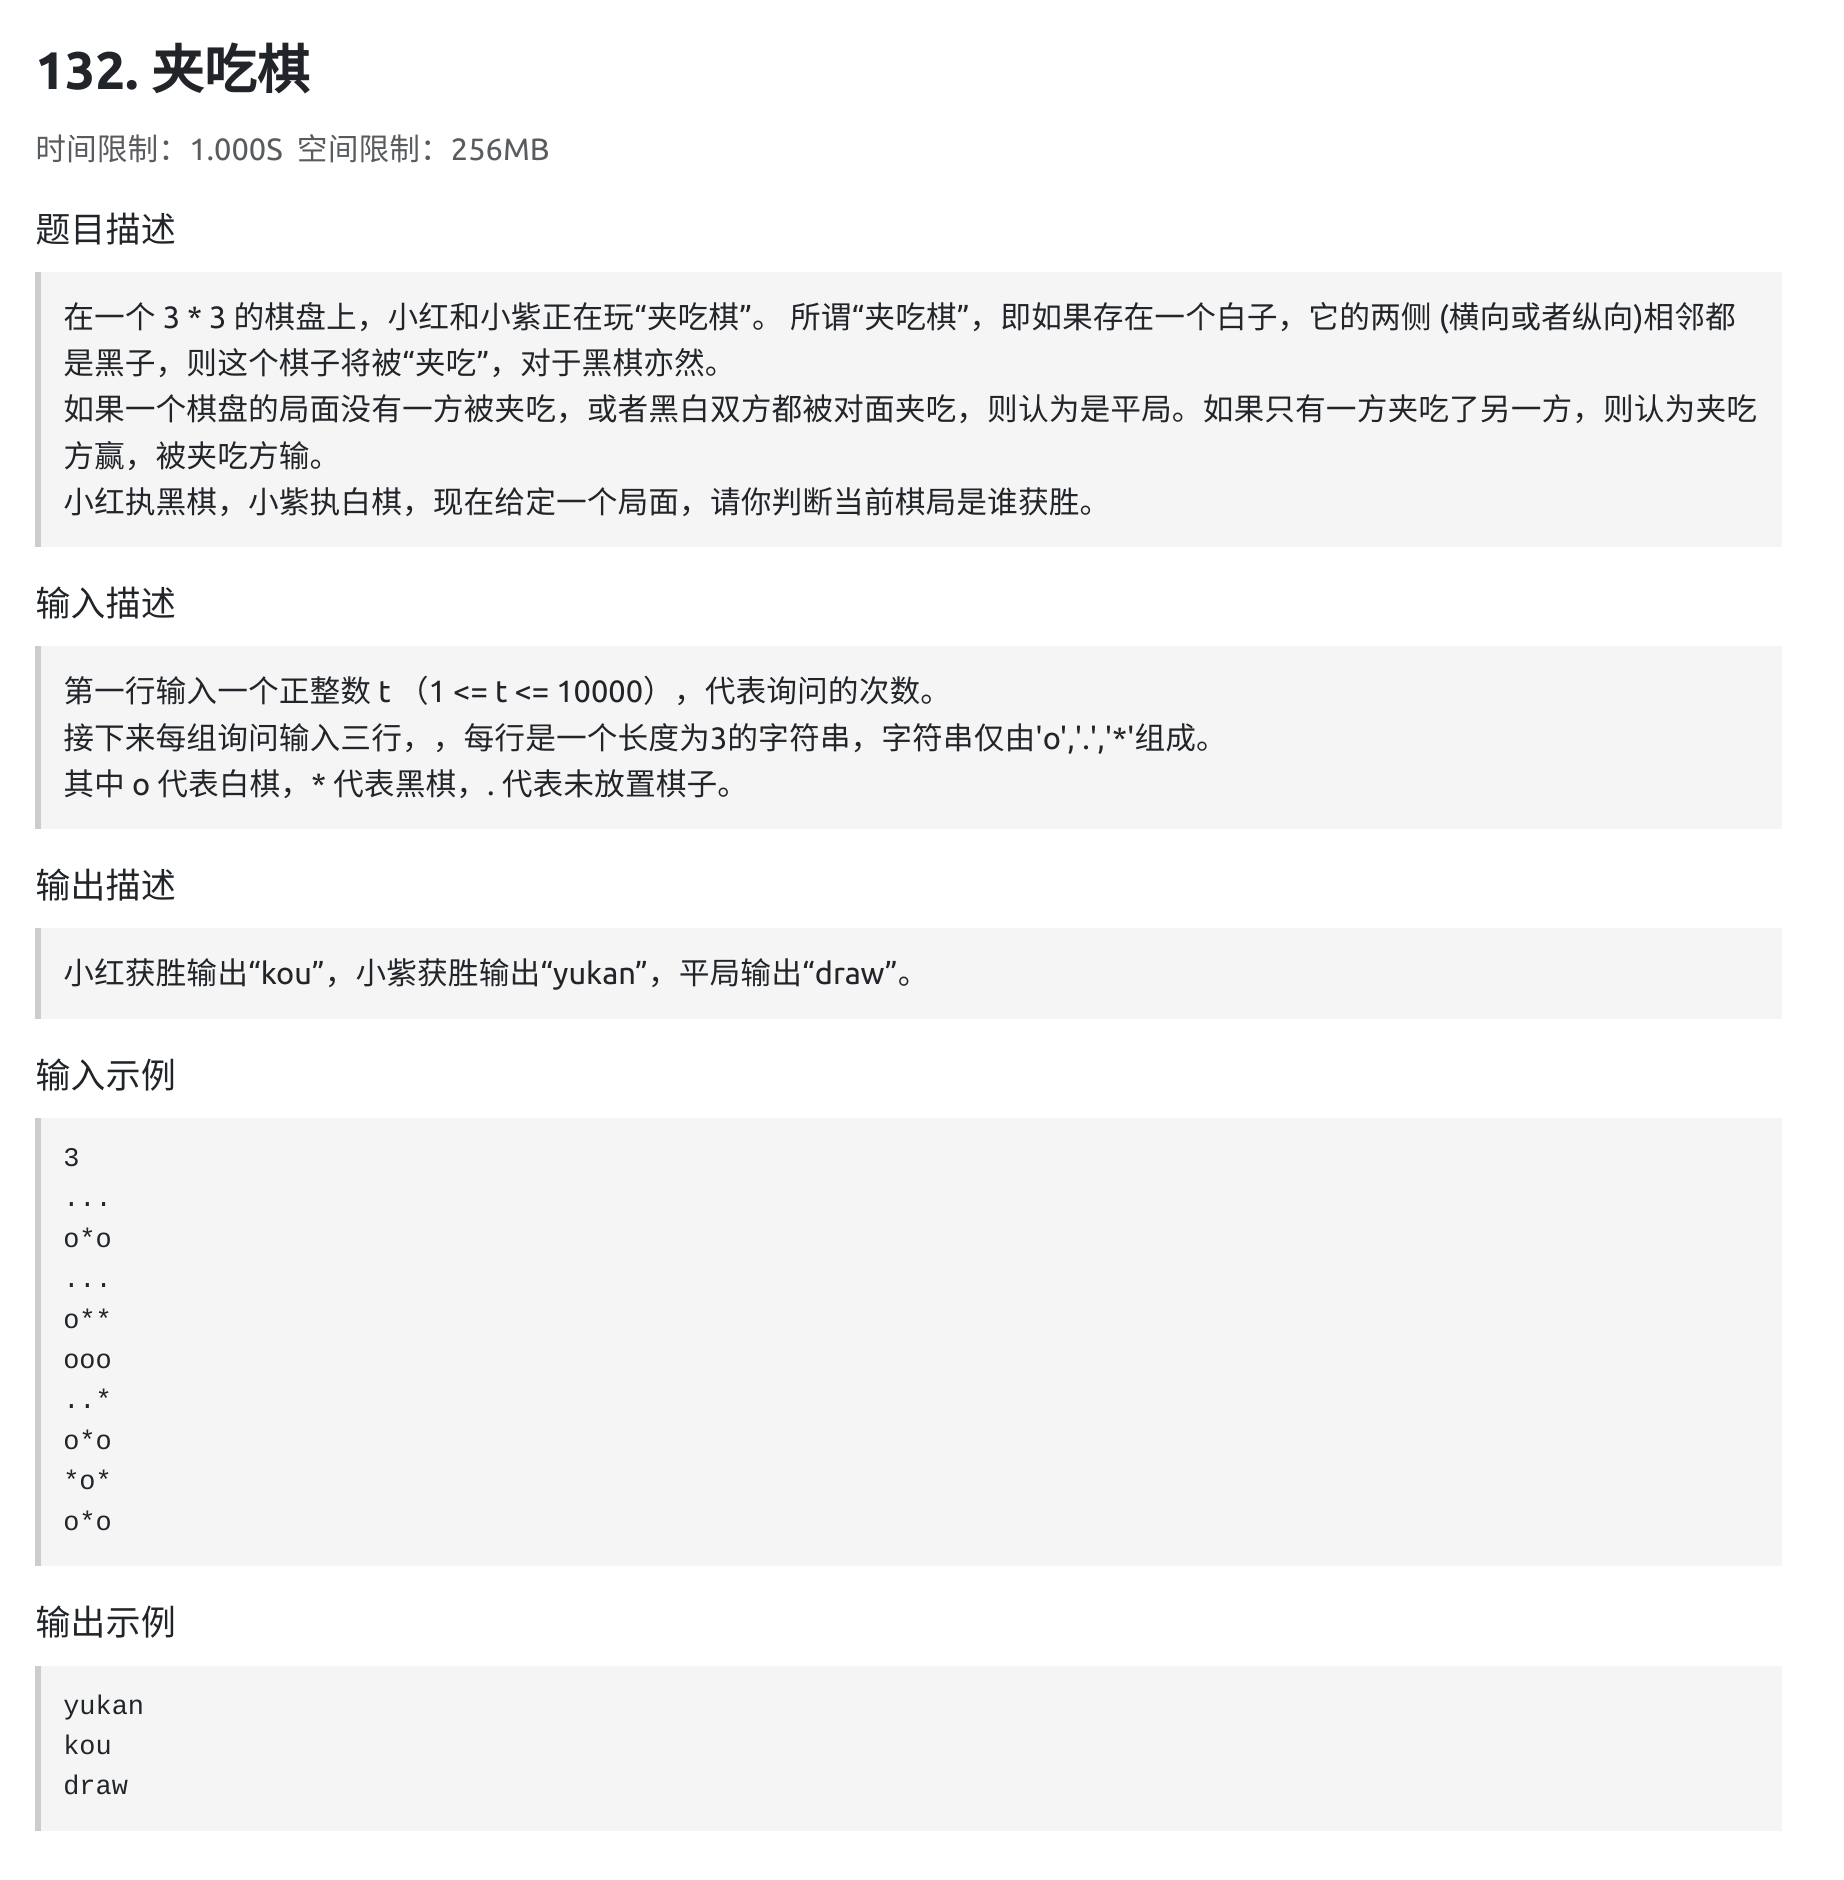 132. 夹吃棋
时间限制：1.000S 空间限制：256MB
题目描述
在一个 3 * 3 的棋盘上，小红和小紫正在玩“夹吃棋”。 所谓“夹吃棋”，即如果存在一个白子，它的两侧 (横向或者纵向)相邻都
是黑子，则这个棋子将被“夹吃”，对于黑棋亦然。
如果一个棋盘的局面没有一方被夹吃，或者黑白双方都被对面夹吃，则认为是平局。如果只有一方夹吃了另一方，则认为夹吃
方赢，被夹吃方输。
小红执黑棋，小紫执白棋，现在给定一个局面，请你判断当前棋局是谁获胜。
输入描述
第一行输入一个正整数 t （1 <= t <= 10000），代表询问的次数。
接下来每组询问输入三行，，每行是一个长度为3的字符串，字符串仅由'o','.','*'组成。
其中 o 代表白棋，* 代表黑棋，. 代表未放置棋子。
输出描述
小红获胜输出“kou”，小紫获胜输出“yukan”，平局输出“draw”。
输入示例
3
...
o*o
...
o**
ooo
..*
o*o
*o*
o*o
输出示例
yukan
kou
draw